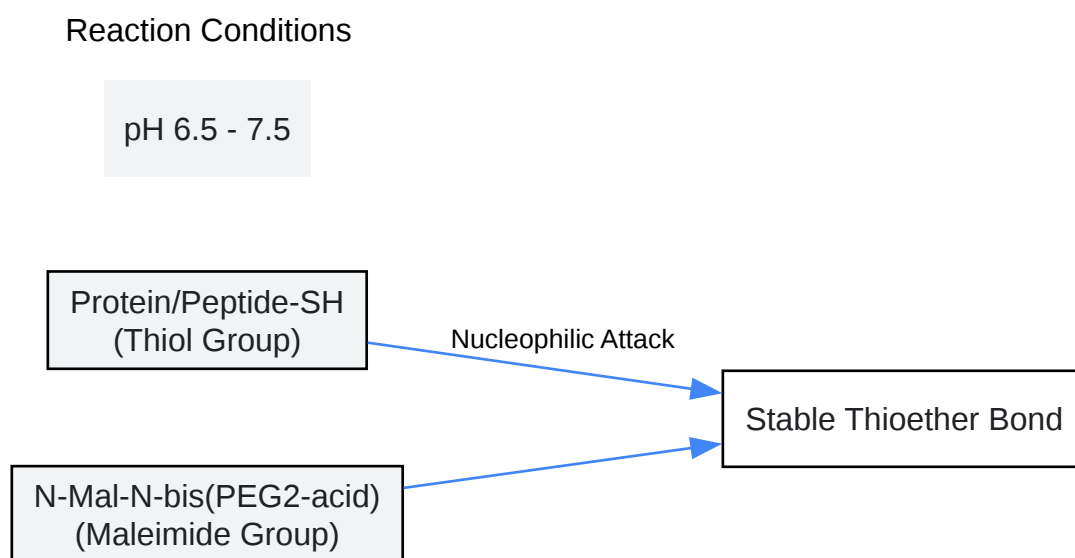 Reaction Conditions
pH 6.5 - 7.5
Protein/Peptide-SH
(Thiol Group)
Nucleophilic Attack
Stable Thioether Bond
N-Mal-N-bis(PEG2-acid)
(Maleimide Group)